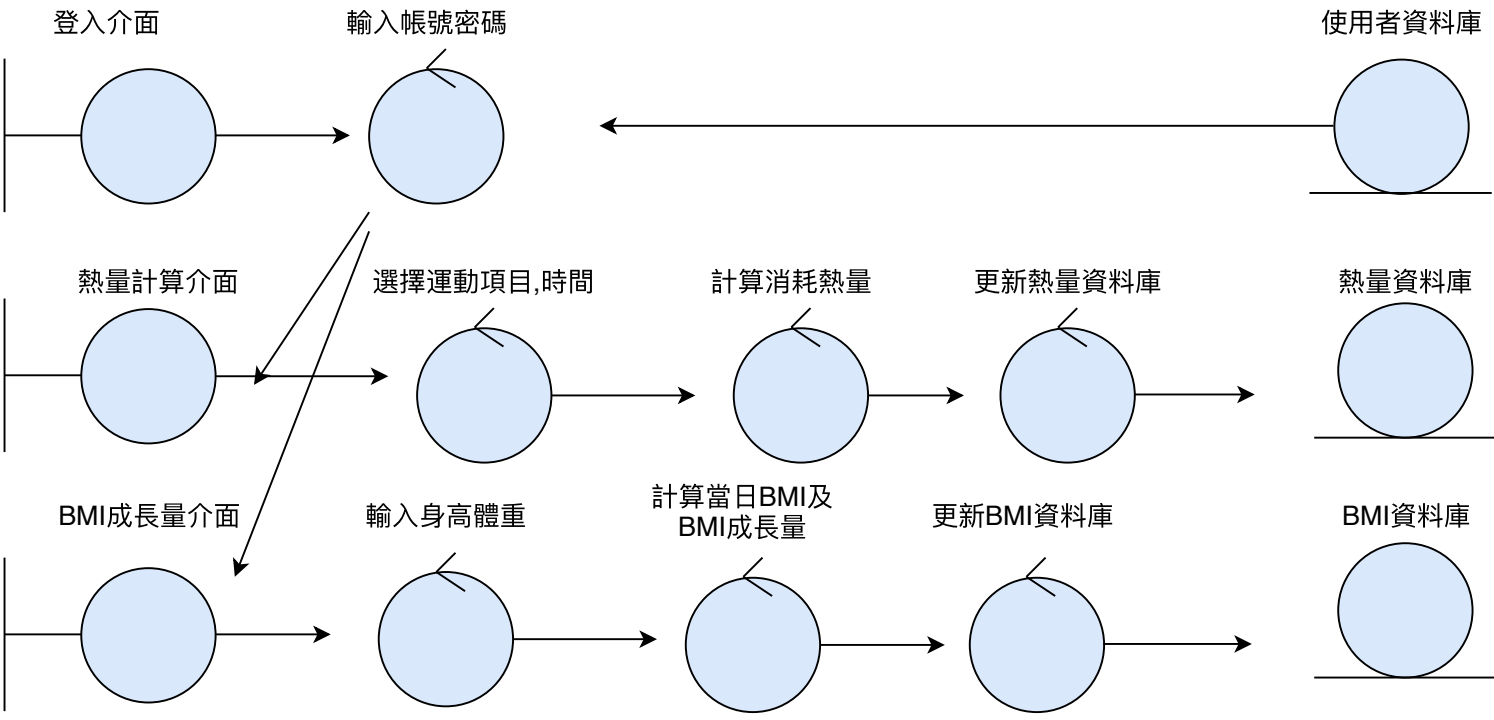 登入介面
輸入帳號密碼
使用者資料庫
熱量計算介面
選擇運動項目,時間
計算消耗熱量
更新熱量資料庫
熱量資料庫
BMI成長量介面
輸入身高體重
計算當日BMI及
BMI成長量
更新BMI資料庫
BMI資料庫